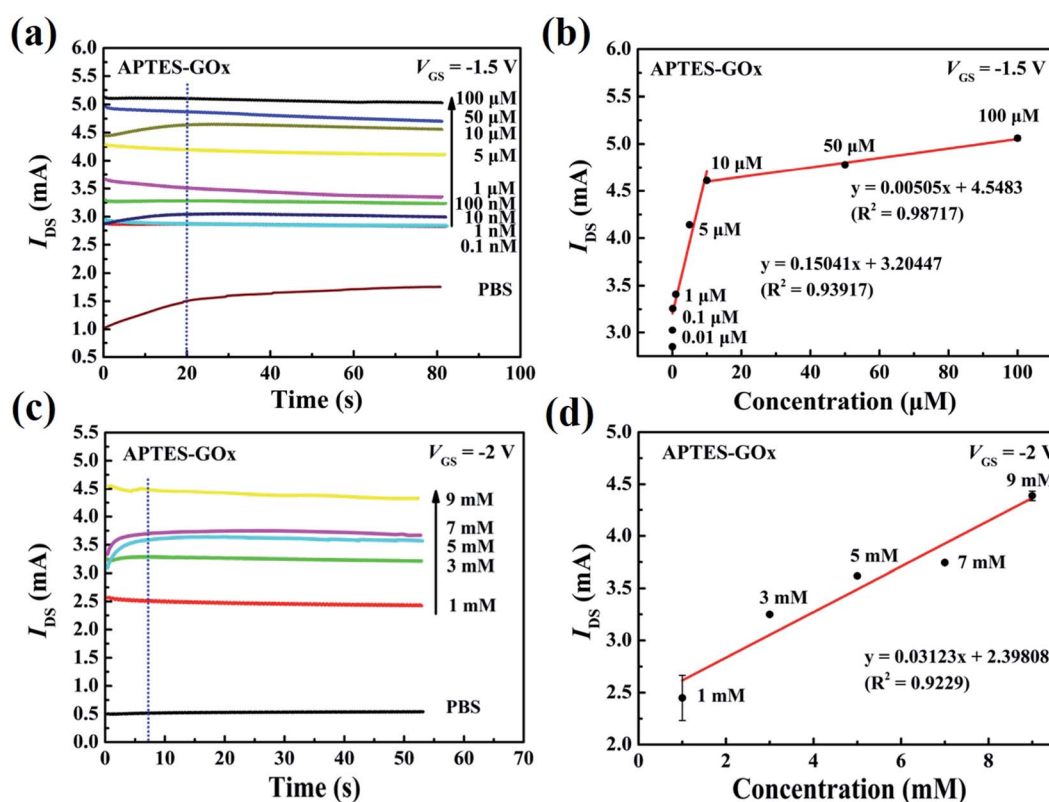 (a)
APTES-GOx
V_GS = -1.5 V
100 µM
50 µM
10 µM
5 µM
1 µM
100 nM
10 nM
1 nM
0.1 nM
PBS
6.0
5.5
5.0
4.5
4.0
3.5
3.0
2.5
2.0
1.5
1.0
0.5
I_DS (mA)
0 20 40 60 80 100
Time (s)
(b)
APTES-GOx
V_GS = -1.5 V
100 µM
50 µM
10 µM
y = 0.00505x + 4.5483
(R² = 0.98717)
5 µM
y = 0.15041x + 3.20447
(R² = 0.93917)
1 µM
0.1 µM
0.01 µM
6.0
5.5
5.0
4.5
4.0
3.5
3.0
I_DS (mA)
0 20 40 60 80 100
Concentration (µM)
(c)
APTES-GOx
V_GS = -2 V
9 mM
7 mM
5 mM
3 mM
1 mM
PBS
5.5
5.0
4.5
4.0
3.5
3.0
2.5
2.0
1.5
1.0
0.5
0.0
I_DS (mA)
0 10 20 30 40 50 60 70
Time (s)
(d)
APTES-GOx
V_GS = -2 V
9 mM
5 mM
7 mM
3 mM
y = 0.03123x + 2.39808
(R² = 0.9229)
1 mM
5.0
4.5
4.0
3.5
3.0
2.5
2.0
I_DS (mA)
2 4 6 8
Concentration (mM)